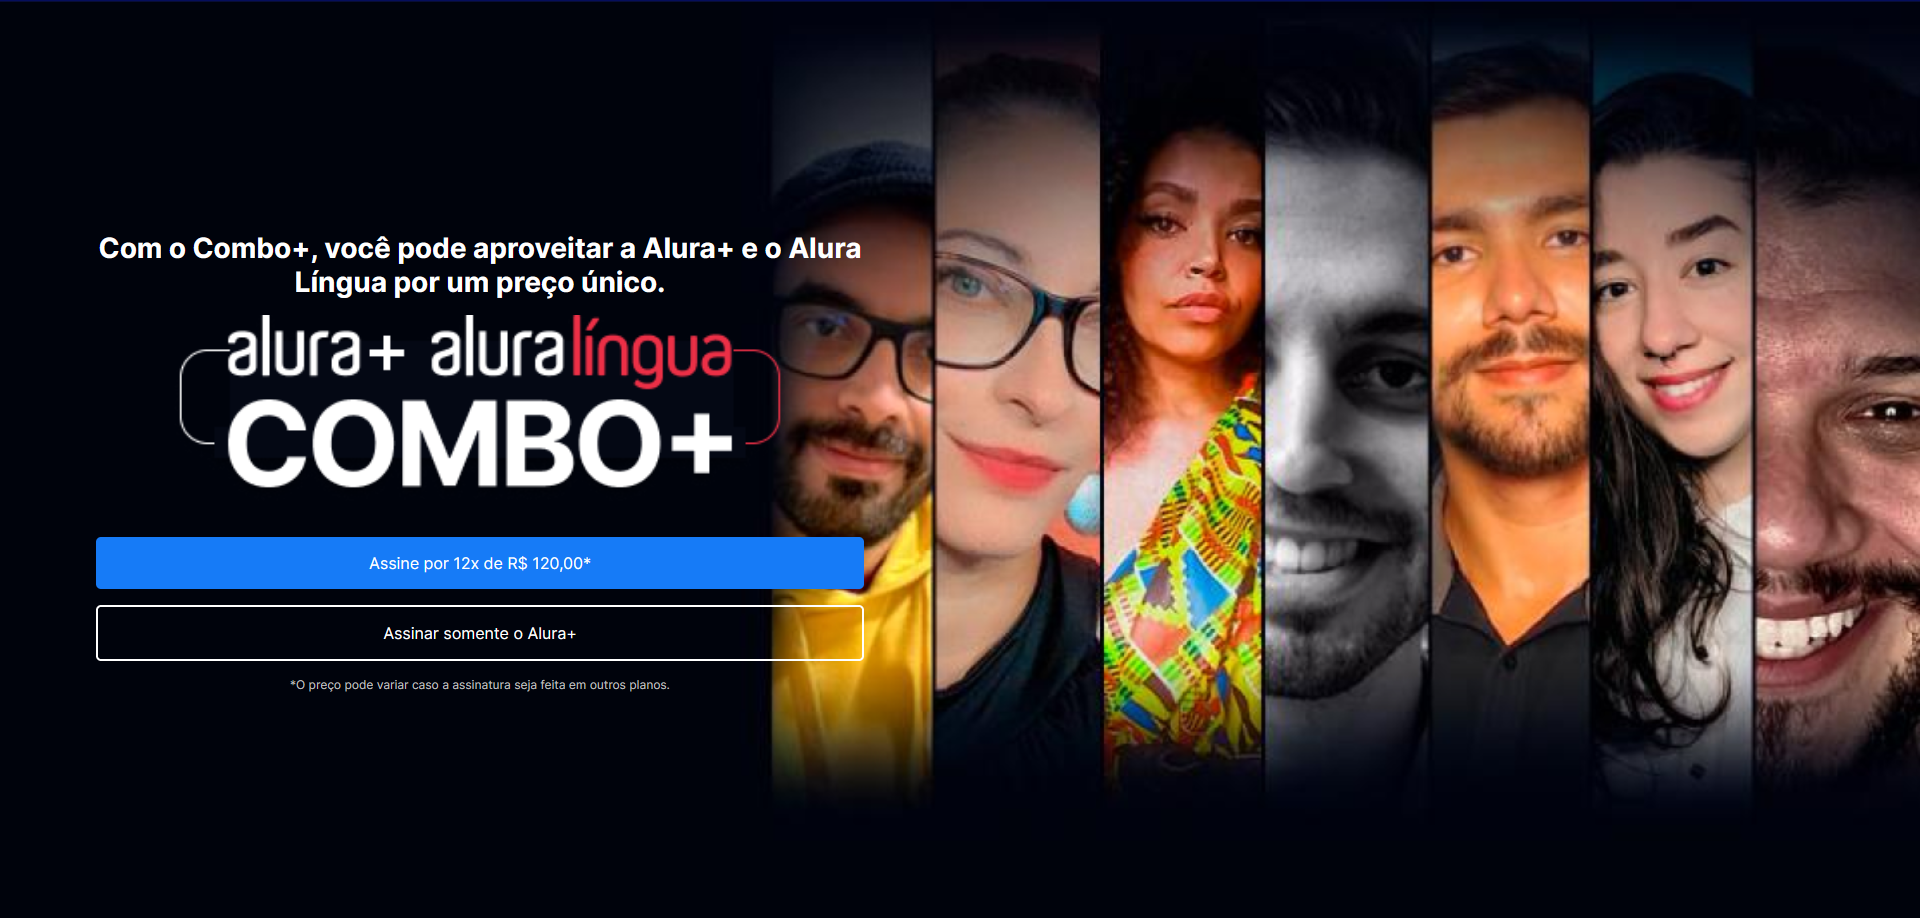 Com o Combo+, você pode aproveitar a Alura+ e o Alura
Língua por um preço único.
alura+ aluralíngua
COMBO+
Assine por 12x de R$ 120,00*
Assinar somente o Alura+
*O preço pode variar caso a assinatura seja feita em outros planos.